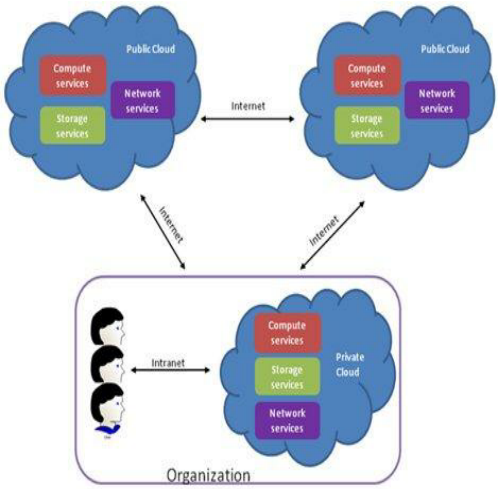 Public Cloud
Compute
services
Network
services
Storage
services
Internet
Public Cloud
Compute
services
Network
services
Storage
services
Internet
Internet
Compute
services
Intranet
Storage
services
Private
Cloud
Network
services
Organization